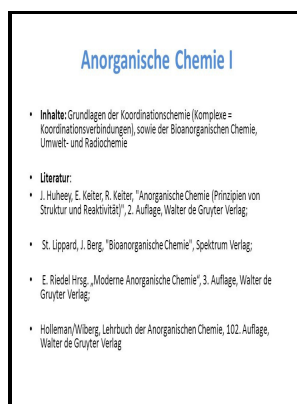 Anorganische Chemie I
• Inhalte: Grundlagen der Koordinationschemie (Komplexe =
Koordinationsverbindungen), sowie der Bioanorganischen Chemie,
Umwelt- und Radiochemie
• Literatur:
• J. Huheey, E. Keiter, R. Keiter, "Anorganische Chemie (Prinzipien von
Struktur und Reaktivität)", 2. Auflage, Walter de Gruyter Verlag;
• St. Lippard, J. Berg, "Bioanorganische Chemie", Spektrum Verlag;
• E. Riedel Hrsg. „Moderne Anorganische Chemie“, 3. Auflage, Walter de
Gruyter Verlag;
• Holleman/Wiberg, Lehrbuch der Anorganischen Chemie, 102. Auflage,
Walter de Gruyter Verlag